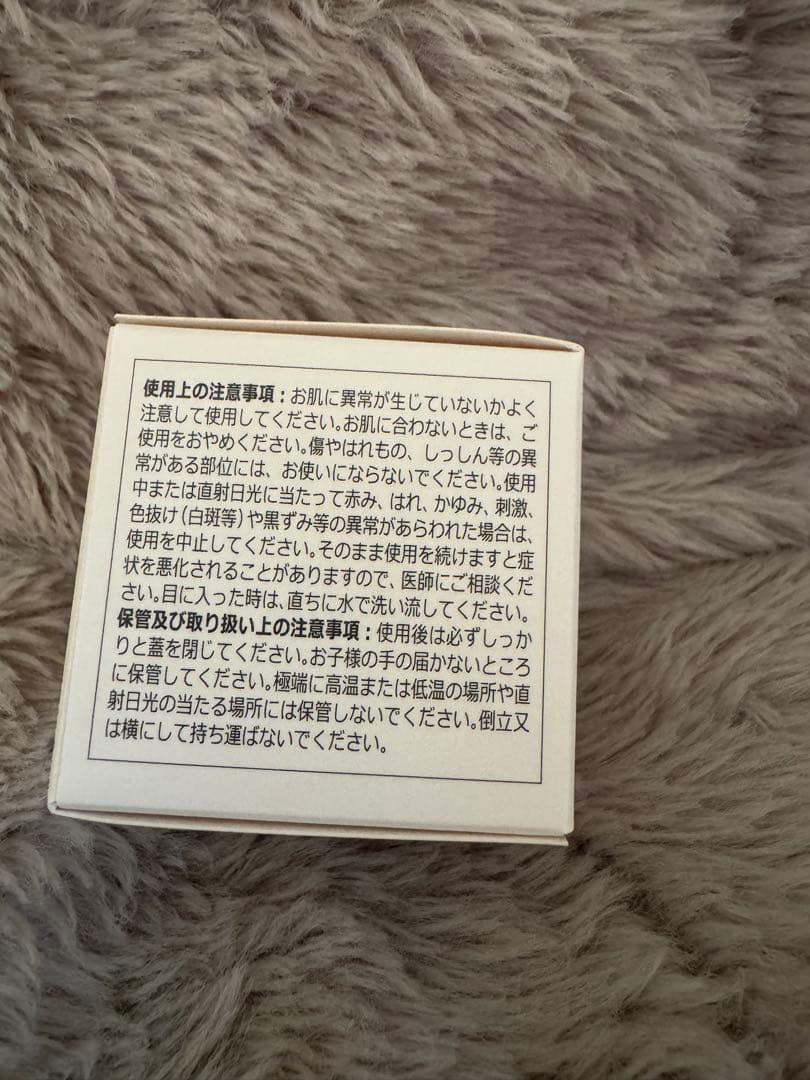 使用上の注意事項：お肌に異常が生じていないかよく
注意して使用してください。お肌に合わないときは、ご
使用をおやめください。傷やはれもの、しっしん等の異
常がある部位には、お使いにならないでください。使用
中または直射日光に当たって赤み、はれ、かゆみ、刺激、
色抜け（白斑等）や黒ずみ等の異常があらわれた場合は、
使用を中止してください。そのまま使用を続けますと症
状を悪化されることがありますので、医師にご相談くだ
さい。目に入った時は、直ちに水で洗い流してください。
保管及び取り扱い上の注意事項：使用後は必ずしっか
りと蓋を閉じてください。お子様の手の届かないところ
に保管してください。極端に高温または低温の場所や直
射日光の当たる場所には保管しないでください。倒立又
は横にして持ち運ばないでください。